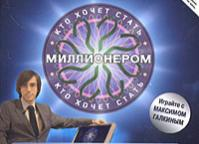 КТО ХОЧЕТ СТАТЬ
МИЛЛИОНЕРОМ
КТО ХОЧЕТ СТАТЬ
Играйте с
МАКСИМОМ
ГАЛКИНЫМ